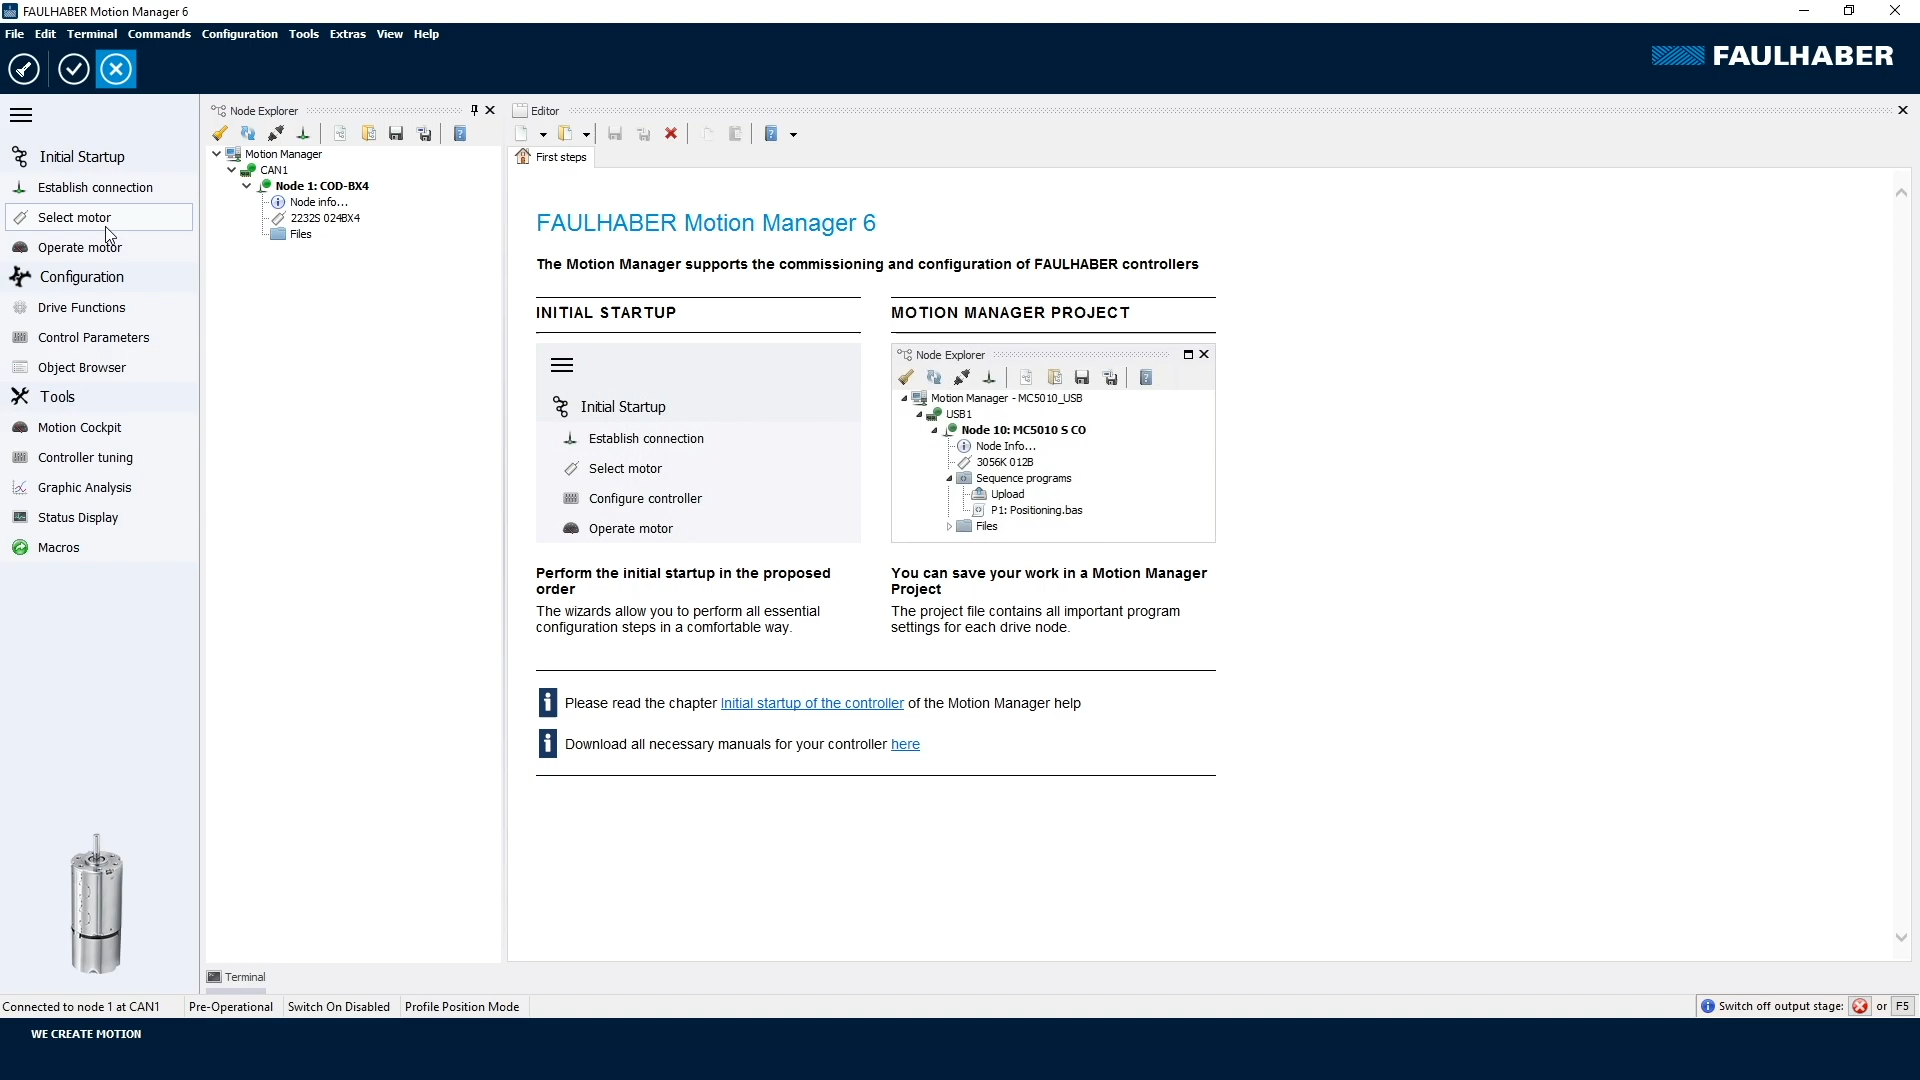 FAULHABER Motion Manager 6
File Edit Terminal Commands Configuration Tools Extras View Help
FAULHABER
Initial Startup
Establish connection
Select motor
Operate motor
Configuration
Drive Functions
Control Parameters
Object Browser
Tools
Motion Cockpit
Controller tuning
Graphic Analysis
Status Display
Macros
Node Explorer
Motion Manager
CAN1
Node 1: COD-BX4
Node info...
2232S 024BX4
Files
Terminal
Editor
First steps
FAULHABER Motion Manager 6
The Motion Manager supports the commissioning and configuration of FAULHABER controllers
INITIAL STARTUP
Initial Startup
Establish connection
Select motor
Configure controller
Operate motor
Perform the initial startup in the proposed
order
The wizards allow you to perform all essential
configuration steps in a comfortable way.
MOTION MANAGER PROJECT
Node Explorer
Motion Manager - MC5010_USB
USB1
Node 10: MC5010 S CO
Node Info...
3056K 012B
Sequence programs
Upload
P1: Positioning.bas
Files
You can save your work in a Motion Manager
Project
The project file contains all important program
settings for each drive node.
Please read the chapter Initial startup of the controller of the Motion Manager help
Download all necessary manuals for your controller here
Connected to node 1 at CAN1 Pre-Operational Switch On Disabled Profile Position Mode
Switch off output stage: or F5
WE CREATE MOTION